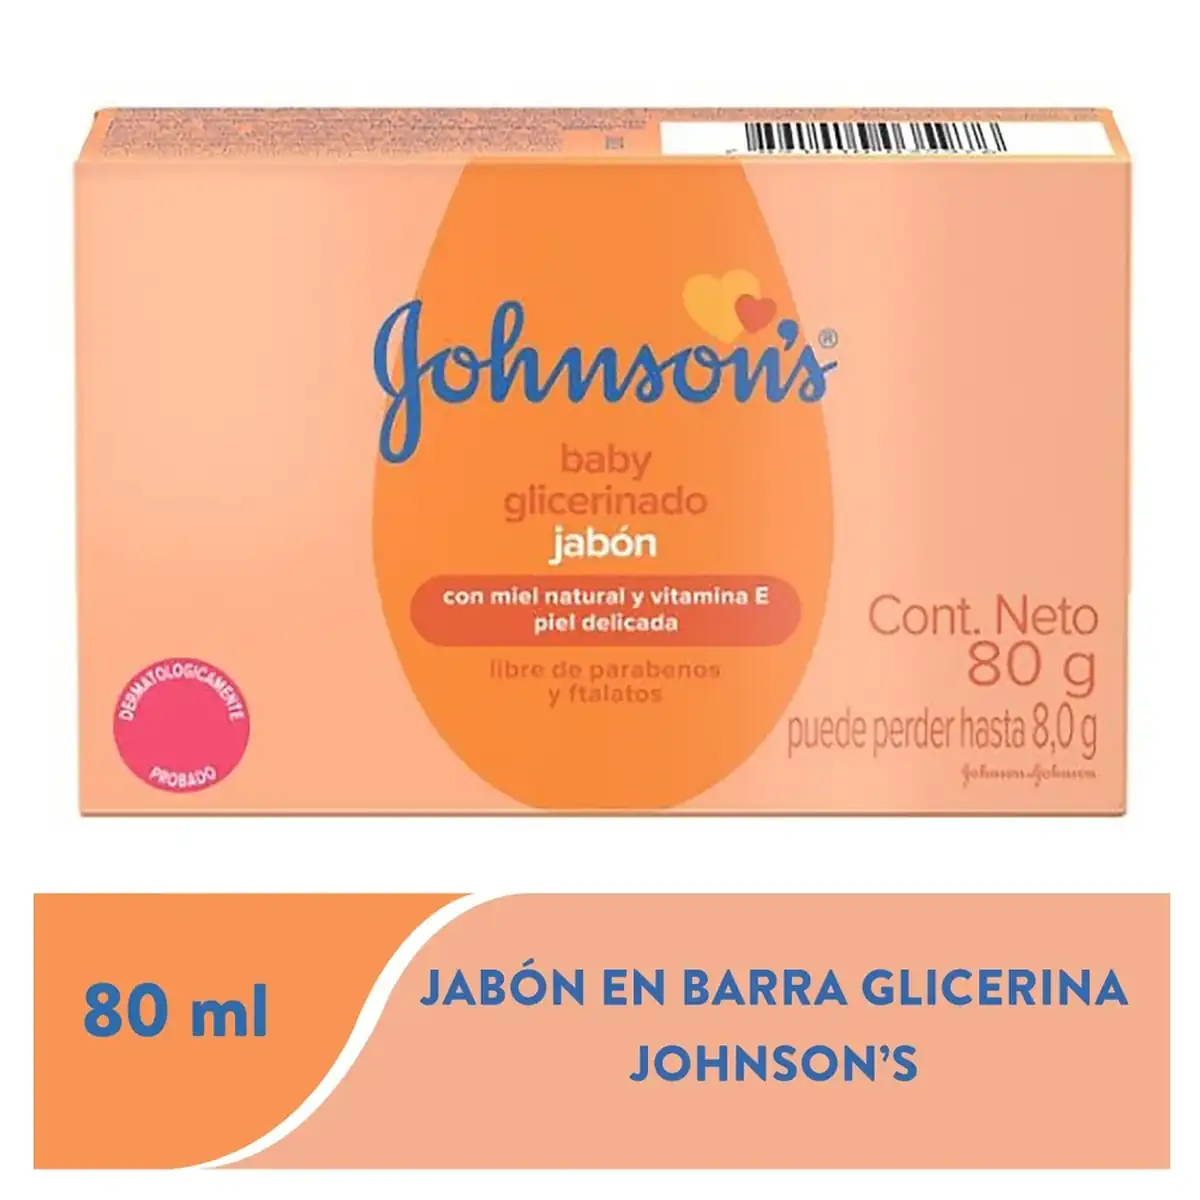 Johnson's®
baby
glicerinado
jabón
con miel natural y vitamina E
piel delicada
libre de parabenos
y ftalatos
DERMATOLOGICAMENTE
PROBADO
Cont. Neto
80 g
puede perder hasta 8,0 g
Johnson & Johnson
80 ml
JABÓN EN BARRA GLICERINA
JOHNSON'S